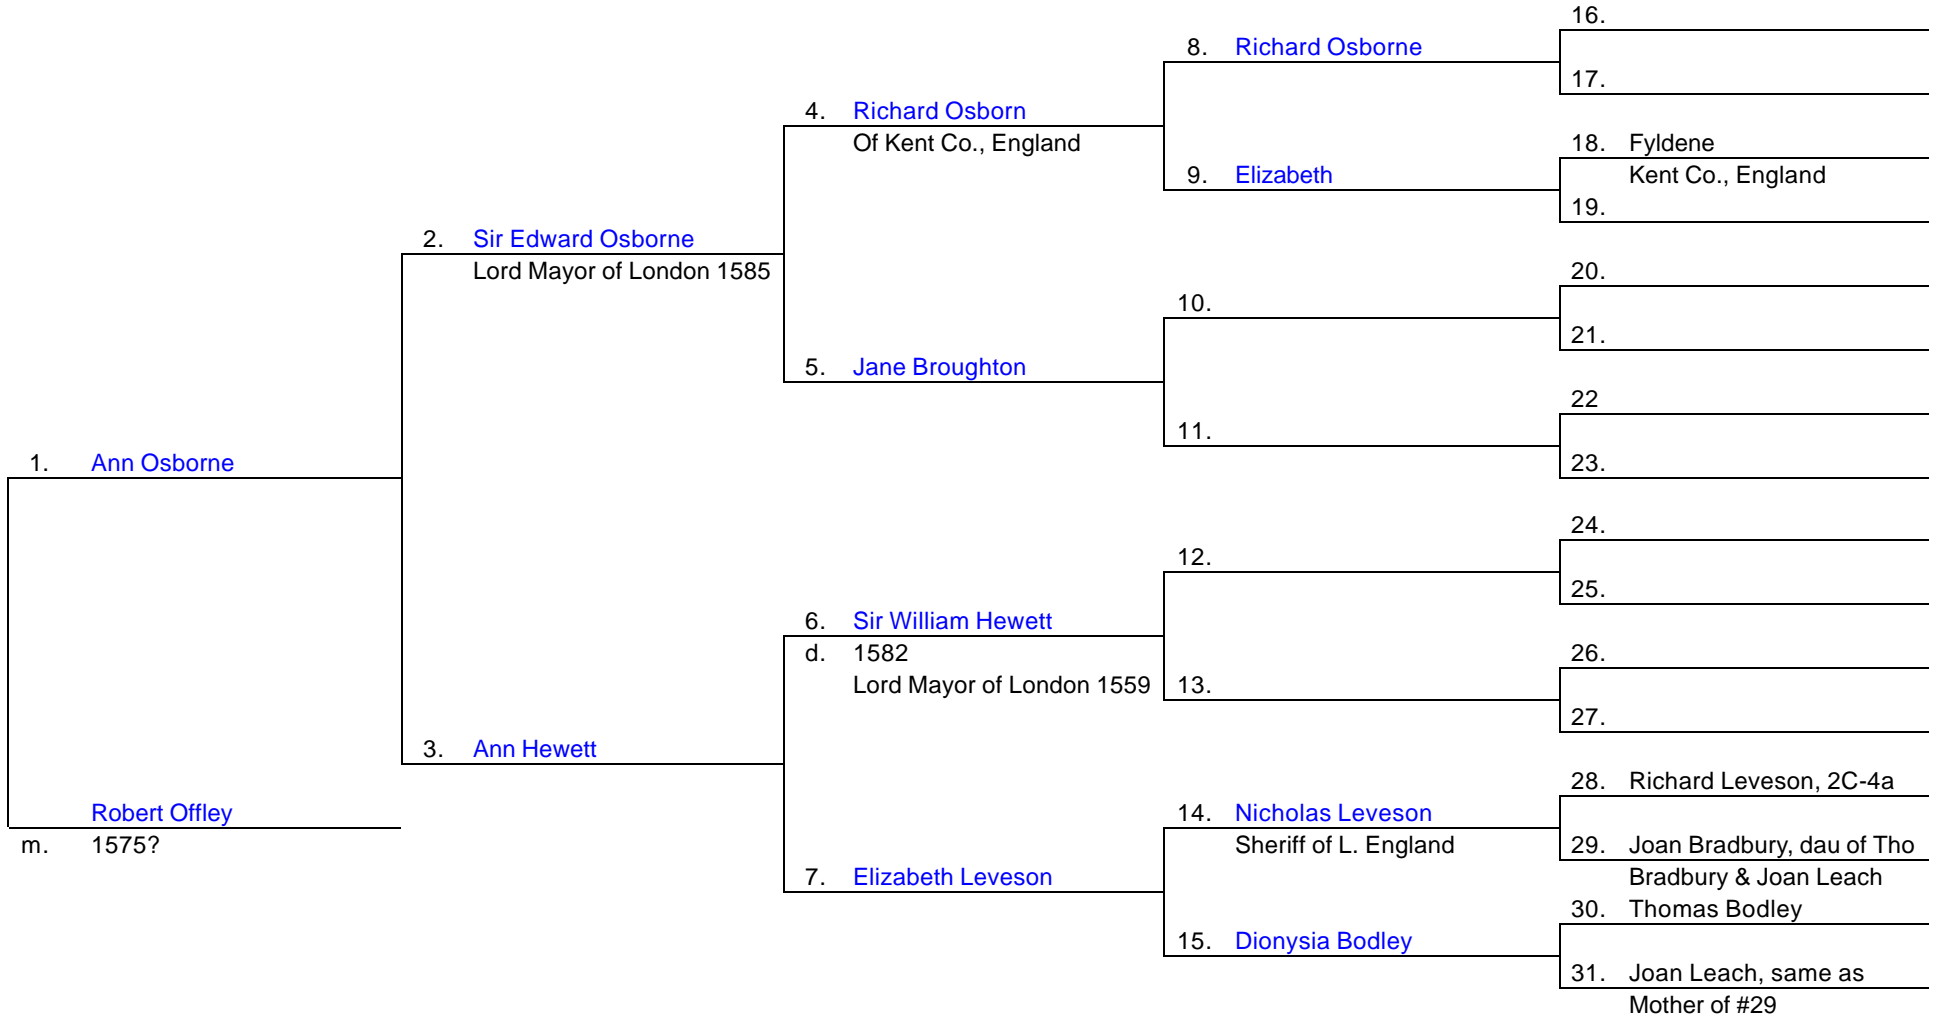 16.
8. Richard Osborne
17.
4. Richard Osborn
Of Kent Co., England
18. Fyldene
9. Elizabeth
Kent Co., England
19.
2. Sir Edward Osborne
Lord Mayor of London 1585
20.
10.
21.
5. Jane Broughton
22
11.
1. Ann Osborne
23.
24.
12.
25.
6. Sir William Hewett
d. 1582
26.
Lord Mayor of London 1559
13.
27.
3. Ann Hewett
28. Richard Leveson, 2C-4a
Robert Offley
14. Nicholas Leveson
m. 1575?
Sheriff of L. England
29. Joan Bradbury, dau of Tho
7. Elizabeth Leveson
Bradbury & Joan Leach
30. Thomas Bodley
15. Dionysia Bodley
31. Joan Leach, same as
Mother of #29